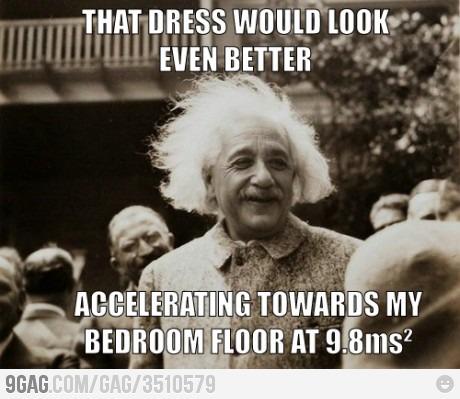 THAT DRESS WOULD LOOK
EVEN BETTER
ACCELERATING TOWARDS MY
BEDROOM FLOOR AT 9.8ms²
9GAG.COM/GAG/3510579